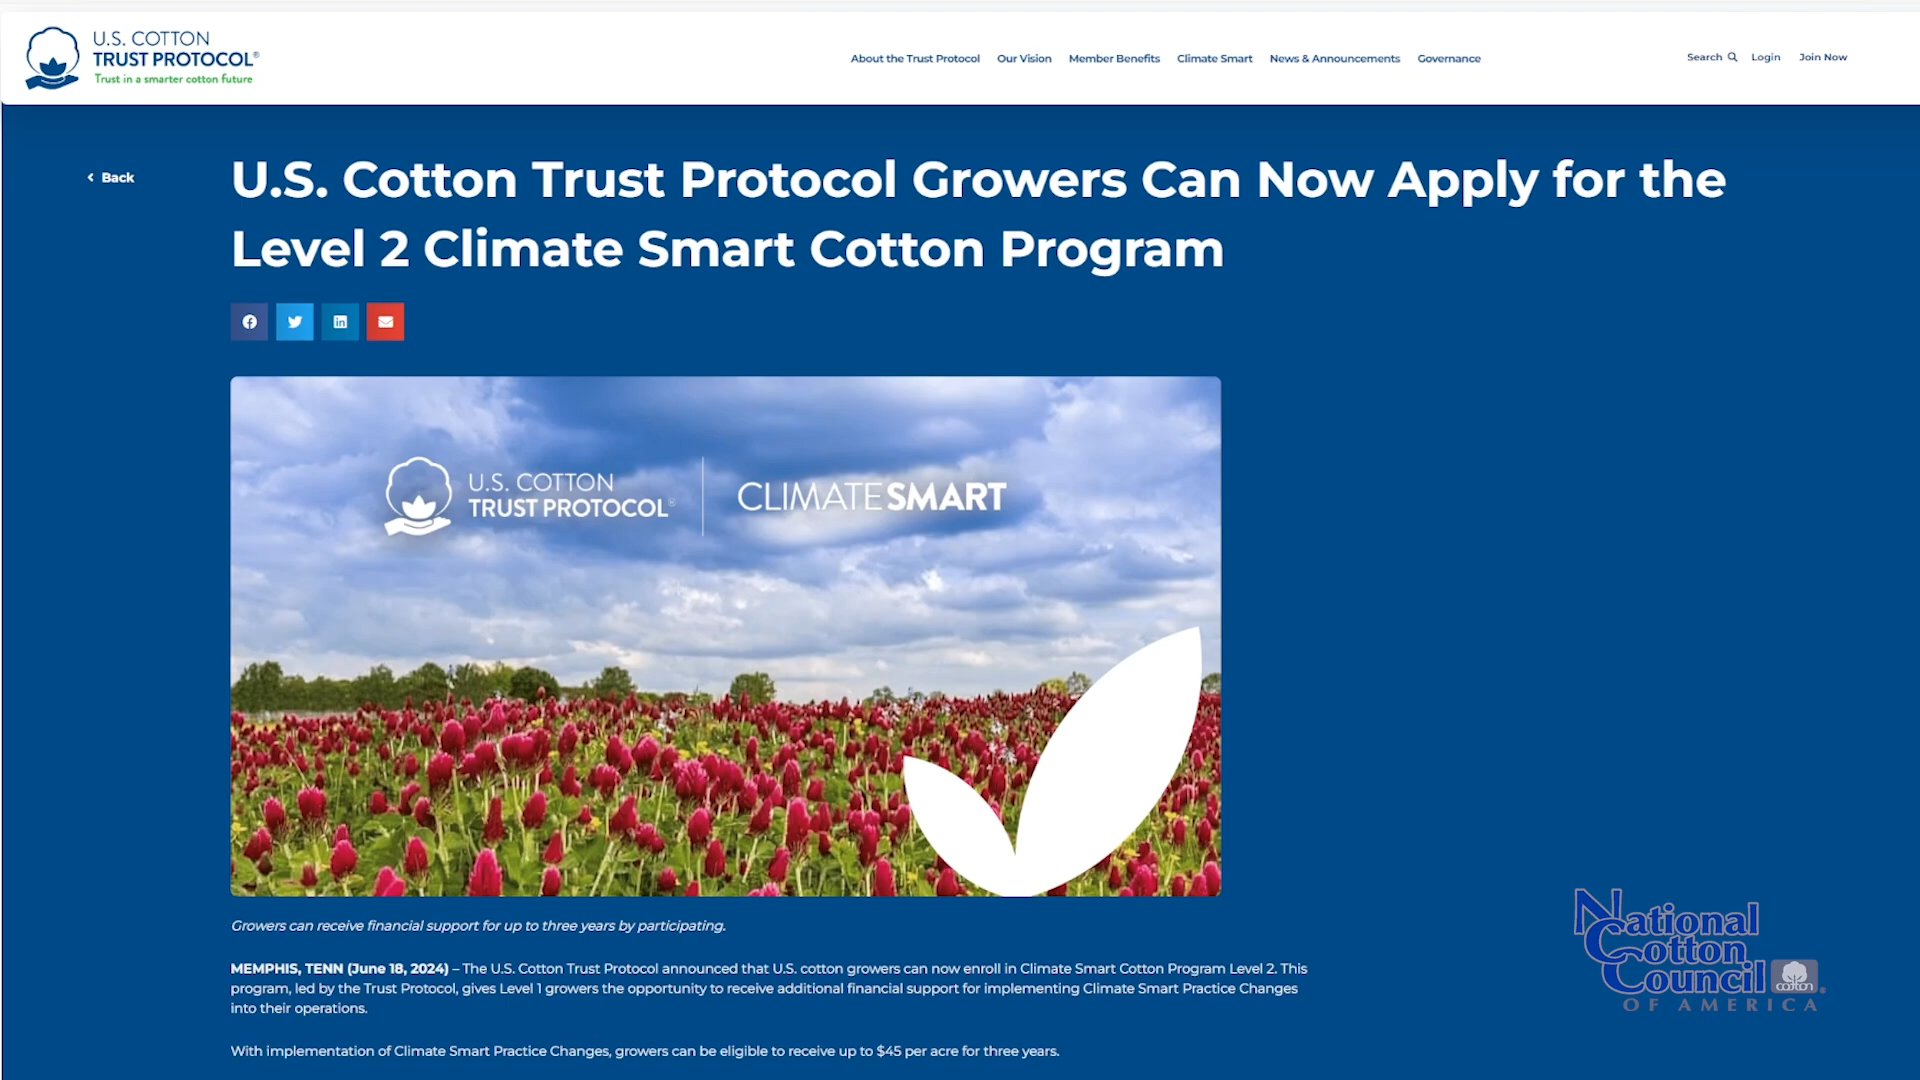 U.S. COTTON
TRUST PROTOCOL®
Trust in a smarter cotton future
About the Trust Protocol Our Vision Member Benefits Climate Smart News & Announcements Governance
Search Login Join Now
Back
U.S. Cotton Trust Protocol Growers Can Now Apply for the
Level 2 Climate Smart Cotton Program
U.S. COTTON
TRUST PROTOCOL®
CLIMATESMART
Growers can receive financial support for up to three years by participating.
MEMPHIS, TENN (June 18, 2024) – The U.S. Cotton Trust Protocol announced that U.S. cotton growers can now enroll in Climate Smart Cotton Program Level 2. This
program, led by the Trust Protocol, gives Level 1 growers the opportunity to receive additional financial support for implementing Climate Smart Practice Changes
into their operations.
With implementation of Climate Smart Practice Changes, growers can be eligible to receive up to $45 per acre for three years.
National
Cotton
Council
cotton®
OF AMERICA